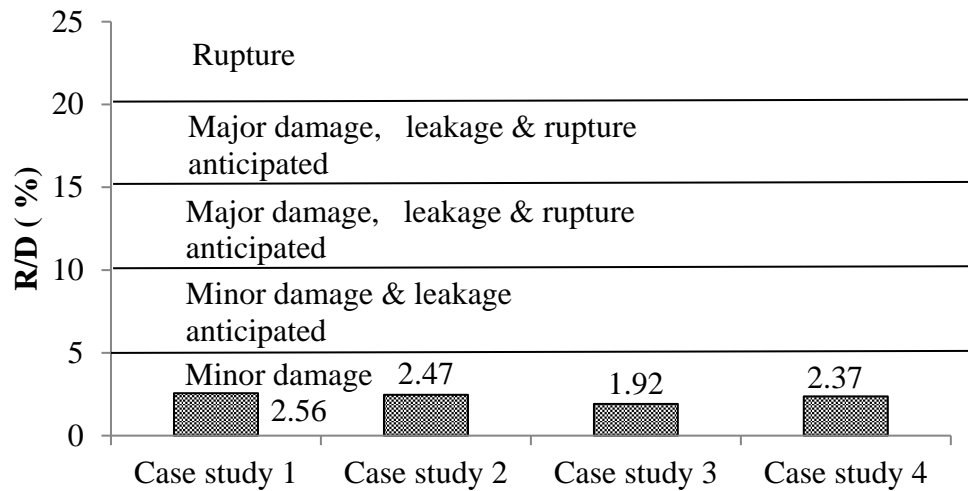 25
Rupture
20
Major damage, leakage & rupture
anticipated
15
Major damage, leakage & rupture
anticipated
10
Minor damage & leakage
anticipated
5
Minor damage
2.56
2.47
1.92
2.37
0
R/D ( %)
Case study 1 Case study 2 Case study 3 Case study 4